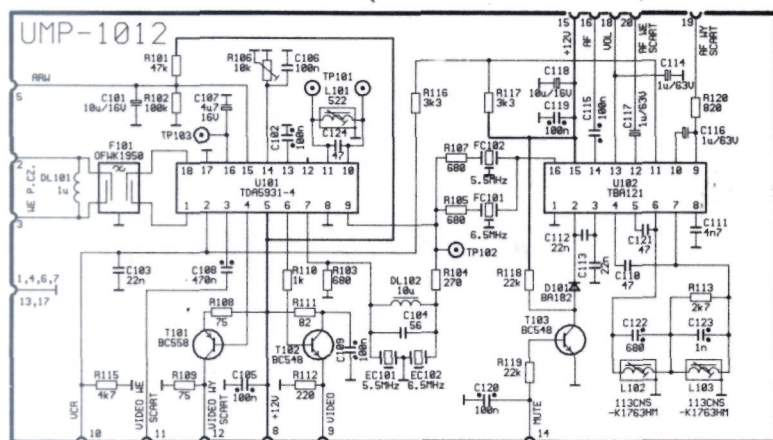 UMP-1012
15
16
18
20
19
+12V
AF
VOL
AF WE
SCART
AF WY
SCART
R101
47k
R106
10k
C106
100n
TP101
L101
522
R116
3k3
R117
3k3
C118
10u/16V
C119
100n
C115
100n
C114
1u/63V
C117
1u/63V
R120
820
C116
1u/63V
ARW
5
C101
10u/16V
R102
100k
C107
4u7
16V
TP103
C102
100n
C124
47
F101
OFWK1950
2
DL101
1u
WE P.CZ.
3
18
17
16
15
14
13
12
11
10
U101
TDA5931-4
1
2
3
4
5
6
7
8
9
R107
680
FC102
5.5MHz
R105
680
FC101
6.5MHz
16
15
14
13
12
11
10
9
U102
TBA121
1
2
3
4
5
6
7
8
C111
4n7
TP102
C112
22n
C113
22n
C121
47
C110
47
1,4,6,7
13,17
C103
22n
C108
470n
R110
1k
R103
680
DL102
10u
R104
270
R118
22k
D101
BA182
R113
2k7
R108
75
R111
82
C104
56
T101
BC558
T102
BC548
C109
100n
EC101
5.5MHz
EC102
6.5MHz
T103
BC548
C122
680
C123
1n
R119
22k
L102
113CNS
-K1763HM
L103
113CNS
-K1763HM
R115
4k7
R109
75
C105
100n
R112
220
C120
100n
VCR
VIDEO WE
SCART
VIDEO WY
SCART
+12V
VIDEO
MUTE
10
11
12
8
9
14